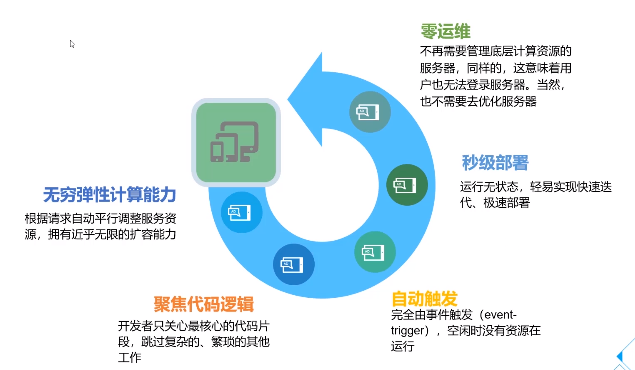 零运维
不再需要管理底层计算资源的
服务器，同样的，这意味着用
户也无法登录服务器。当然，
也不需要去优化服务器
秒级部署
运行无状态，轻易实现快速迭
代、极速部署
自动触发
完全由事件触发（event-
trigger），空闲时没有资源在
运行
聚焦代码逻辑
开发者只关心最核心的代码片
段，跳过复杂的、繁琐的其他
工作
无穷弹性计算能力
根据请求自动平行调整服务资
源，拥有近乎无限的扩容能力